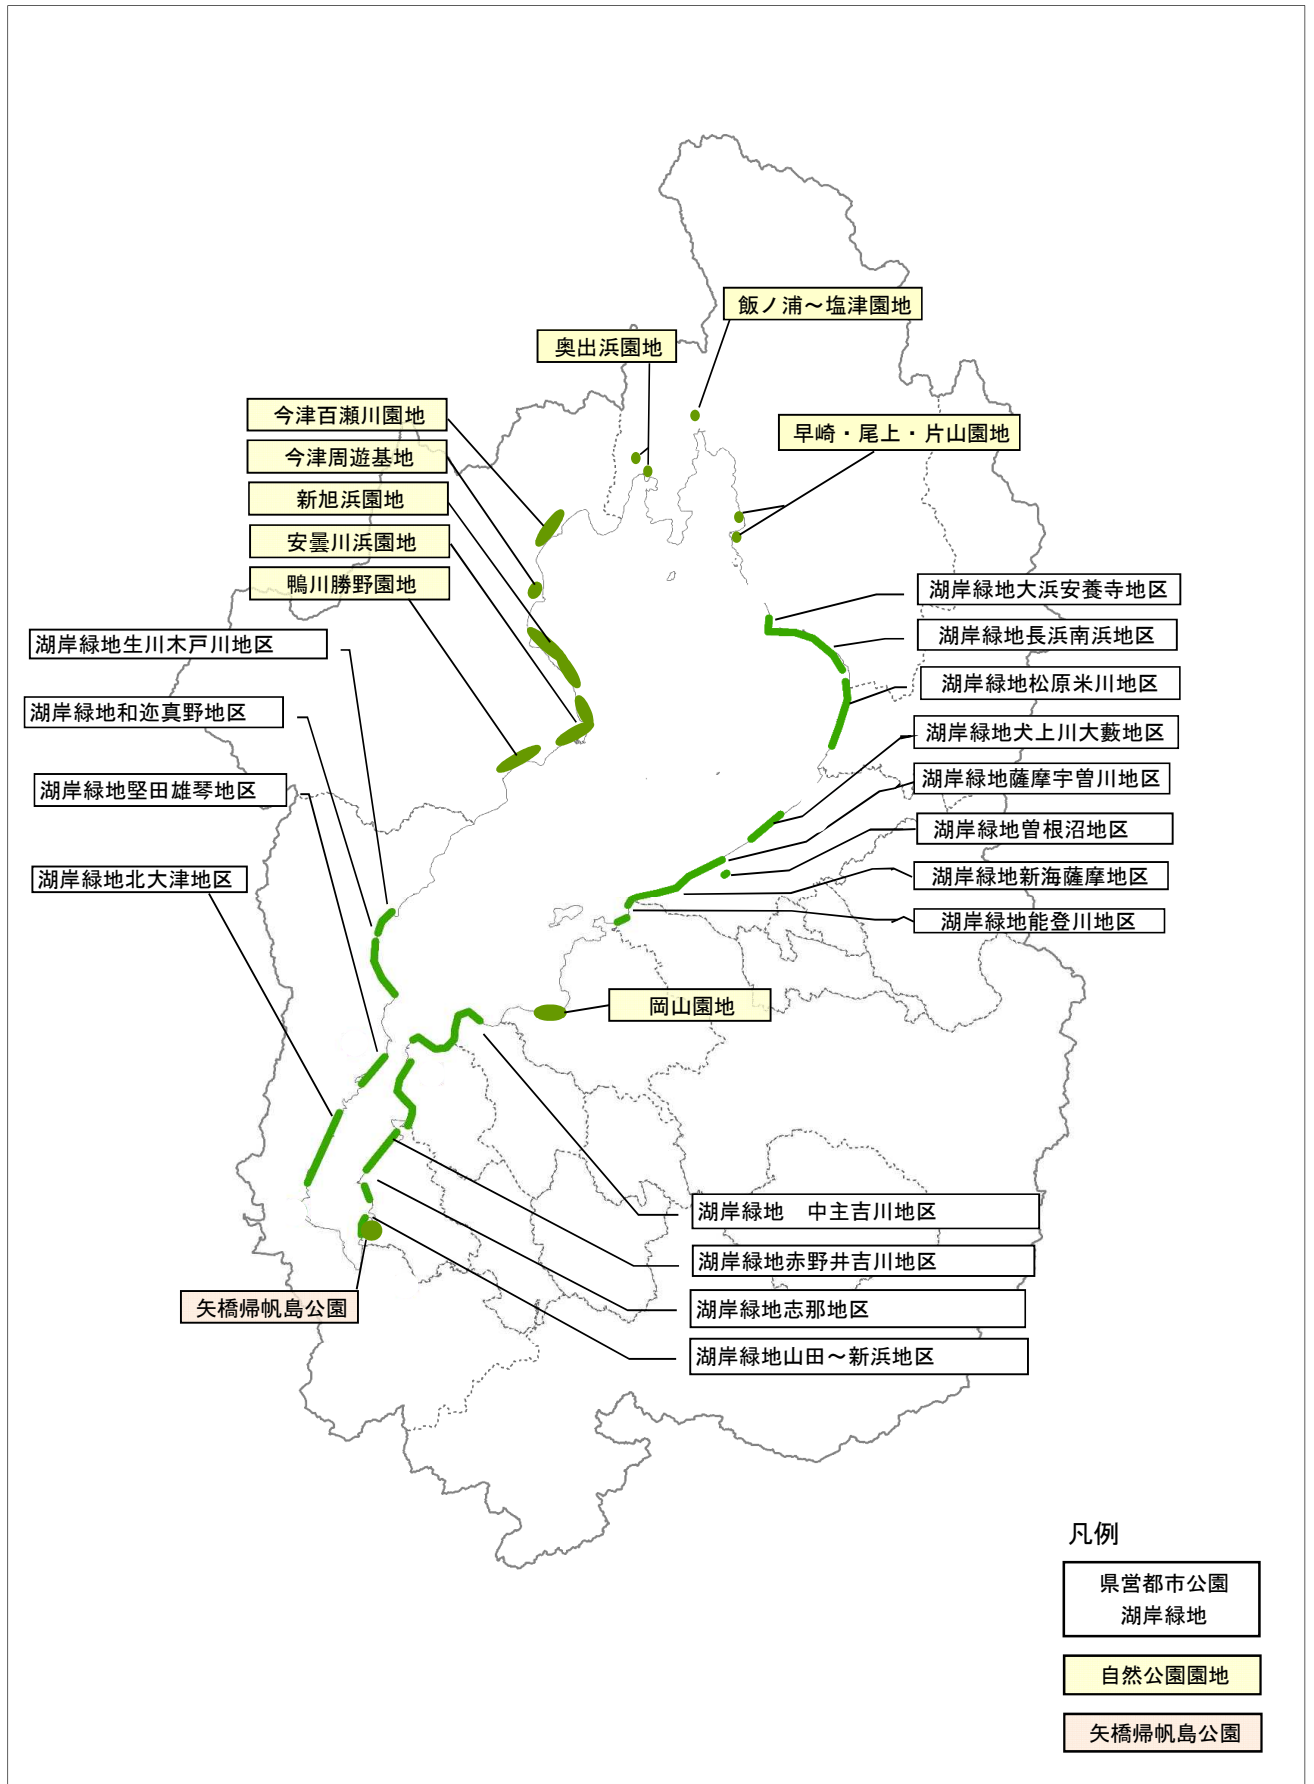 飯ノ浦～塩津園地
奥出浜園地
今津百瀬川園地
早崎・尾上・片山園地
今津周遊基地
新旭浜園地
安曇川浜園地
鴨川勝野園地
湖岸緑地大浜安養寺地区
湖岸緑地生川木戸川地区
湖岸緑地長浜南浜地区
湖岸緑地松原米川地区
湖岸緑地和迩真野地区
湖岸緑地犬上川大藪地区
湖岸緑地堅田雄琴地区
湖岸緑地薩摩宇曽川地区
湖岸緑地曽根沼地区
湖岸緑地北大津地区
湖岸緑地新海薩摩地区
湖岸緑地能登川地区
岡山園地
湖岸緑地　中主吉川地区
湖岸緑地赤野井吉川地区
矢橋帰帆島公園
湖岸緑地志那地区
湖岸緑地山田～新浜地区
凡例
県営都市公園
湖岸緑地
自然公園園地
矢橋帰帆島公園